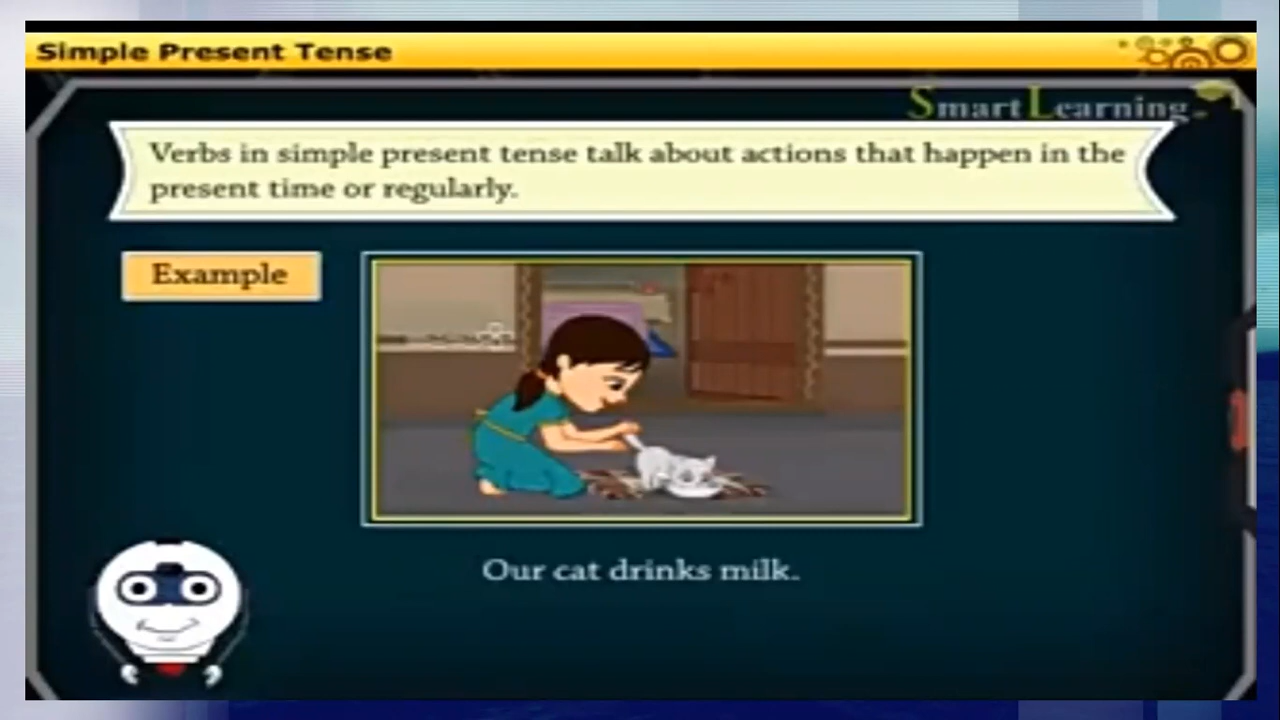 Simple Present Tense
SmartLearning
Verbs in simple present tense talk about actions that happen in the
present time or regularly.
Example
Our cat drinks milk.